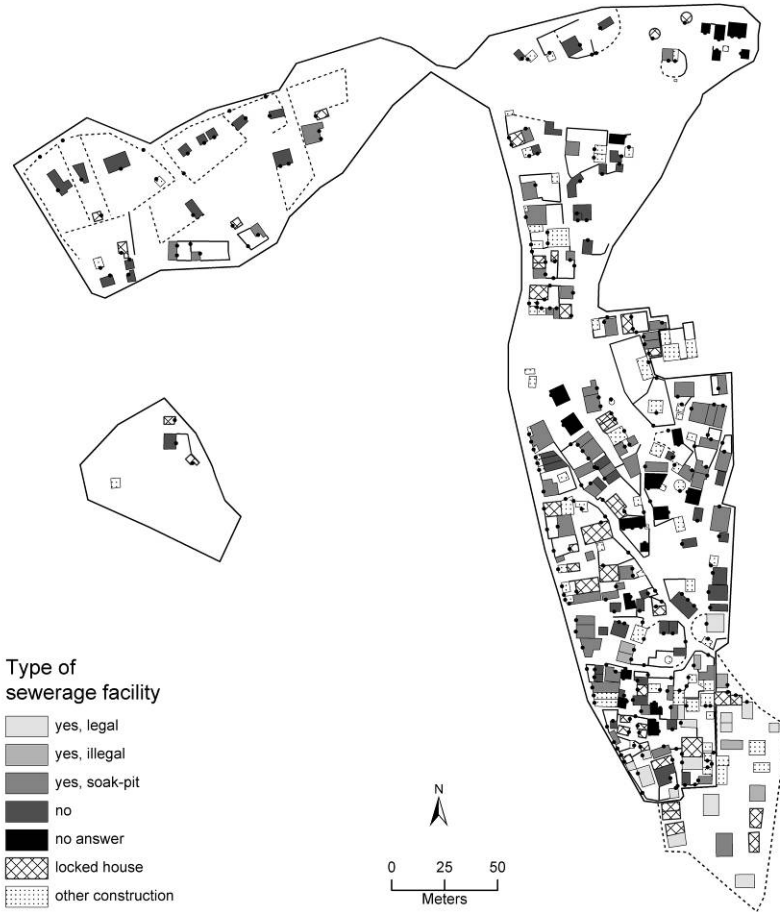 Type of
sewerage facility
yes, legal
yes, illegal
yes, soak-pit
no
no answer
locked house
other construction
N
0 25 50
Meters